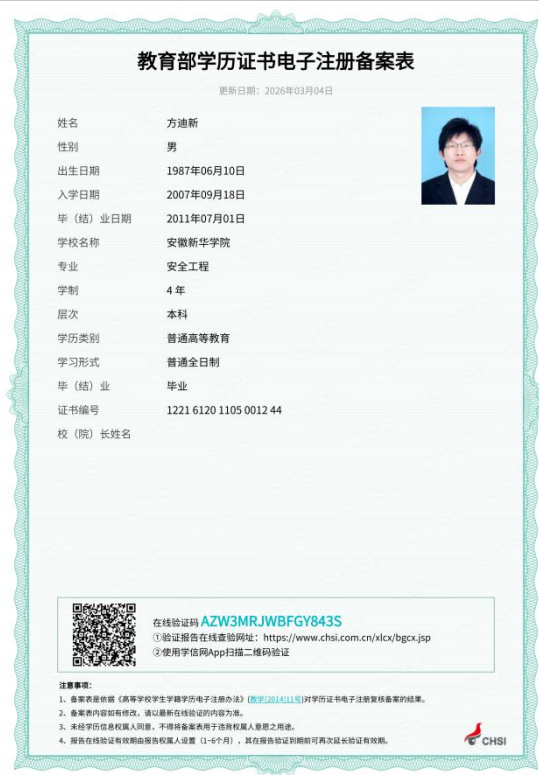 教育部学历证书电子注册备案表
更新日期：2026年03月04日
姓名 方迪新
性别 男
出生日期 1987年06月10日
入学日期 2007年09月18日
毕（结）业日期 2011年07月01日
学校名称 安徽新华学院
专业 安全工程
学制 4 年
层次 本科
学历类别 普通高等教育
学习形式 普通全日制
毕（结）业 毕业
证书编号 1221 6120 1105 0012 44
校（院）长姓名
在线验证码 AZW3MRJWBFGY843S
①验证报告在线查验网址：https://www.chsi.com.cn/xlcx/bgcx.jsp
②使用学信网App扫描二维码验证
注意事项：
1、备案表是依据《高等学校学生学籍学历电子注册办法》(教学[2014]11号)对学历证书电子注册复核备案的结果。
2、备案表内容如有修改，请以最新在线验证的内容为准。
3、未经学历信息权属人同意，不得将备案表用于违背权属人意愿之用途。
4、报告在线验证有效期由报告权属人设置（1~6个月），其在报告验证到期前可再次延长验证有效期。
CHSI